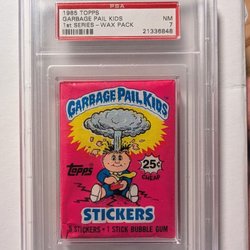 PSA
1985 TOPPS NM
GARBAGE PAIL KIDS
1st SERIES - WAX PACK 7
21336848
GARBAGE PAIL KIDS
Topps
25¢
CHEAP
STICKERS
5 STICKERS • 1 STICK BUBBLE GUM